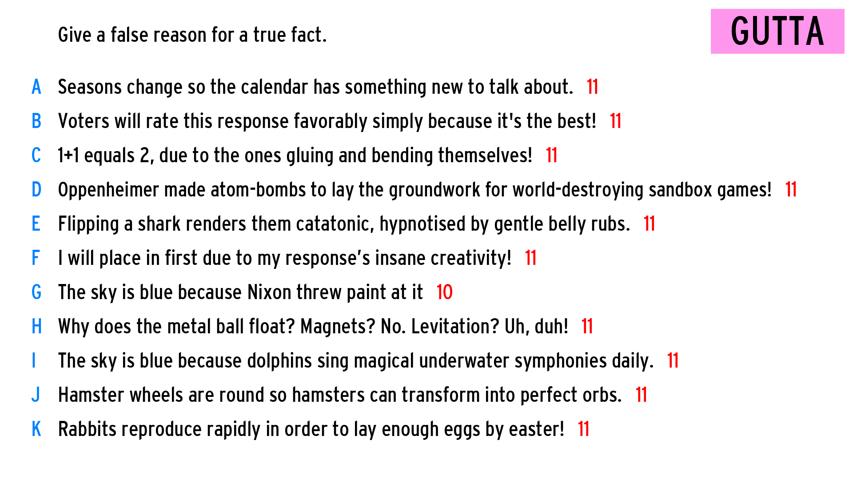 Give a false reason for a true fact.
GUTTA
A Seasons change so the calendar has something new to talk about. 11
B Voters will rate this response favorably simply because it's the best! 11
C 1+1 equals 2, due to the ones gluing and bending themselves! 11
D Oppenheimer made atom-bombs to lay the groundwork for world-destroying sandbox games! 11
E Flipping a shark renders them catatonic, hypnotised by gentle belly rubs. 11
F I will place in first due to my response’s insane creativity! 11
G The sky is blue because Nixon threw paint at it 10
H Why does the metal ball float? Magnets? No. Levitation? Uh, duh! 11
I The sky is blue because dolphins sing magical underwater symphonies daily. 11
J Hamster wheels are round so hamsters can transform into perfect orbs. 11
K Rabbits reproduce rapidly in order to lay enough eggs by easter! 11